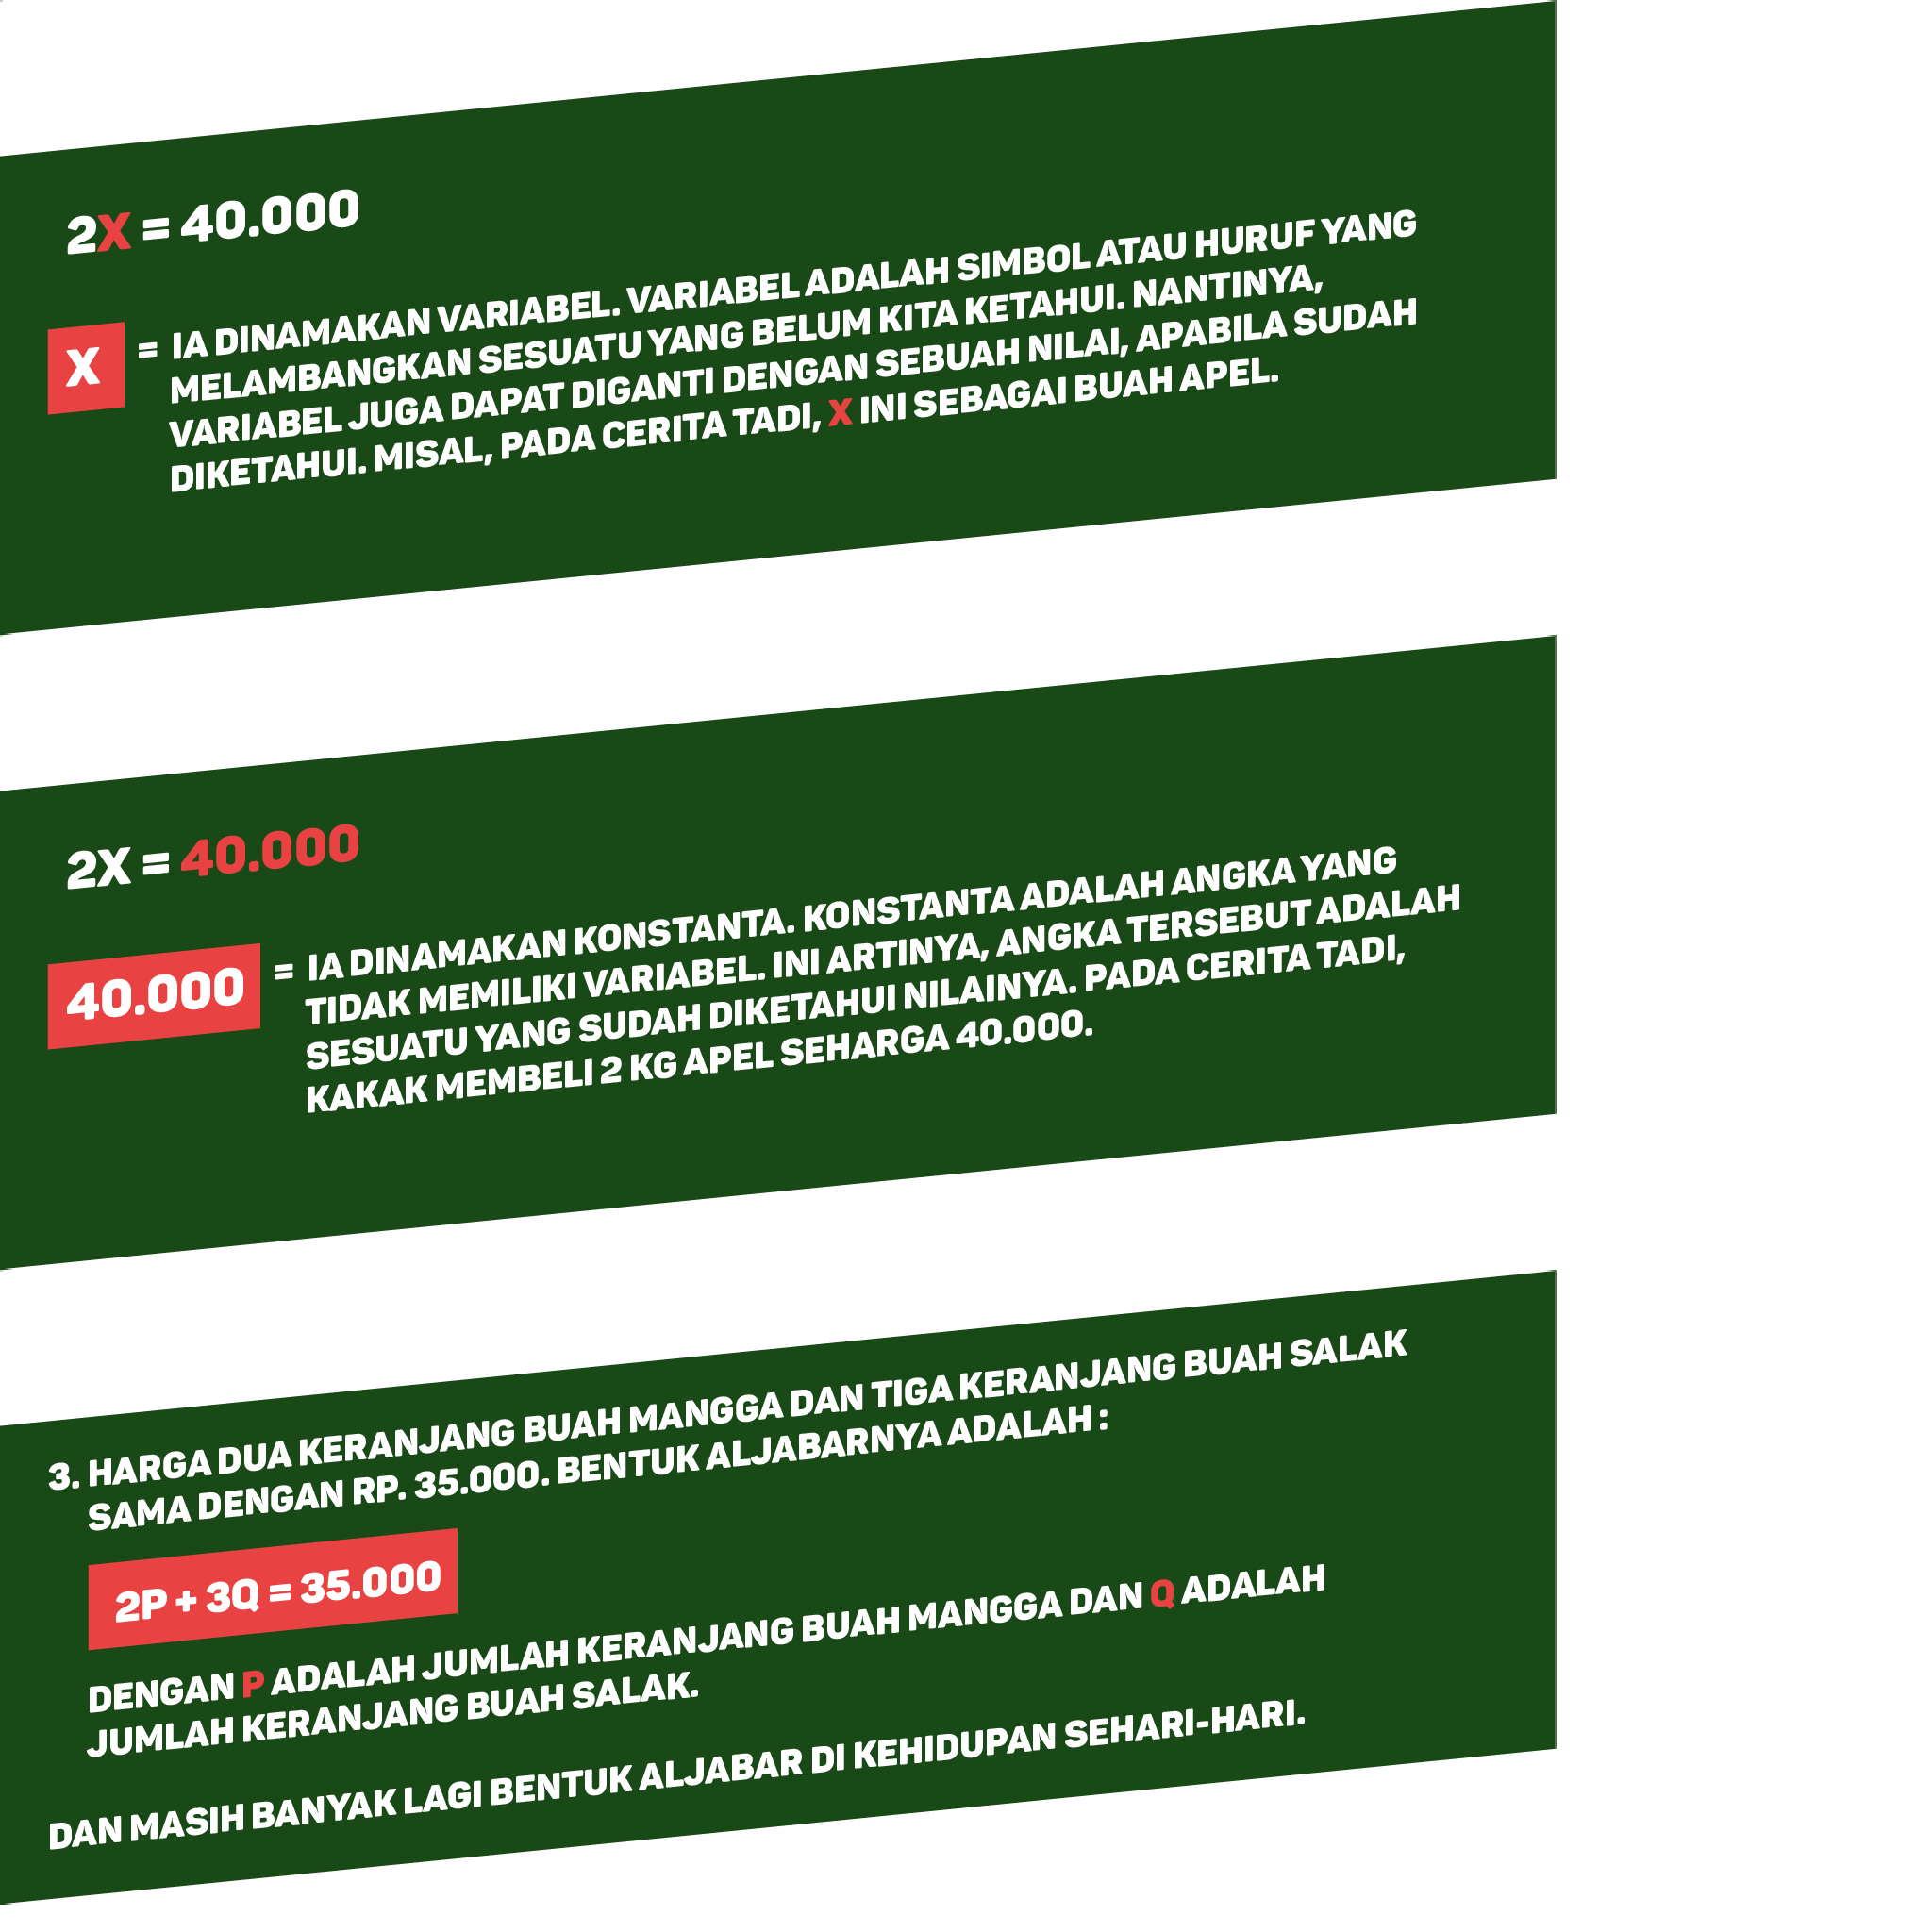 2X = 40.000
X = IA DINAMAKAN VARIABEL. VARIABEL ADALAH SIMBOL ATAU HURUF YANG
MELAMBANGKAN SESUATU YANG BELUM KITA KETAHUI. NANTINYA,
VARIABEL JUGA DAPAT DIGANTI DENGAN SEBUAH NILAI, APABILA SUDAH
DIKETAHUI. MISAL, PADA CERITA TADI, X INI SEBAGAI BUAH APEL.
2X = 40.000
40.000 = IA DINAMAKAN KONSTANTA. KONSTANTA ADALAH ANGKA YANG
TIDAK MEMILIKI VARIABEL. INI ARTINYA, ANGKA TERSEBUT ADALAH
SESUATU YANG SUDAH DIKETAHUI NILAINYA. PADA CERITA TADI,
KAKAK MEMBELI 2 KG APEL SEHARGA 40.000.
3. HARGA DUA KERANJANG BUAH MANGGA DAN TIGA KERANJANG BUAH SALAK
SAMA DENGAN RP. 35.000. BENTUK ALJABARNYA ADALAH :
2P + 3Q = 35.000
DENGAN P ADALAH JUMLAH KERANJANG BUAH MANGGA DAN Q ADALAH
JUMLAH KERANJANG BUAH SALAK.
DAN MASIH BANYAK LAGI BENTUK ALJABAR DI KEHIDUPAN SEHARI-HARI.